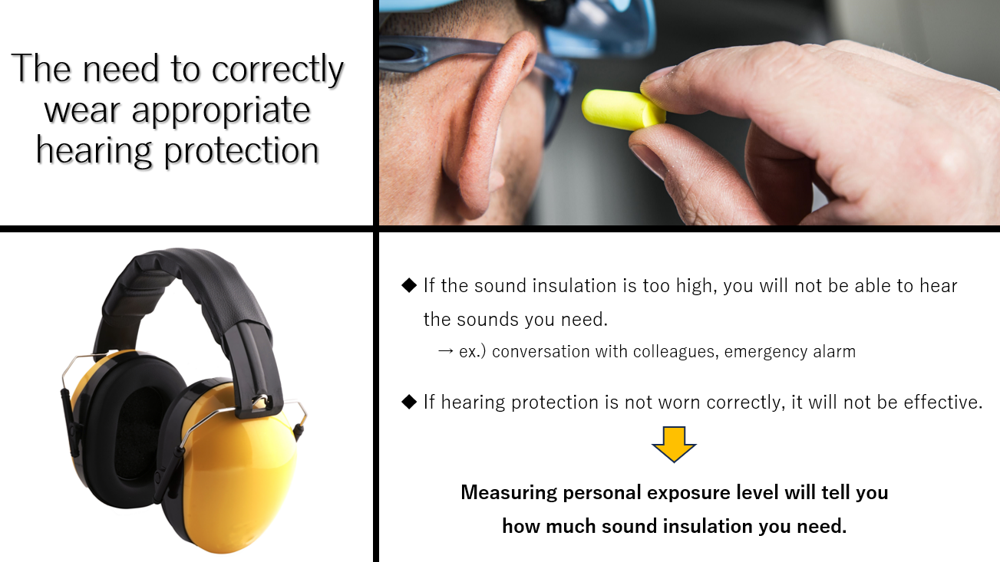 The need to correctly
wear appropriate
hearing protection
◆ If the sound insulation is too high, you will not be able to hear
the sounds you need.
→ ex.) conversation with colleagues, emergency alarm
◆ If hearing protection is not worn correctly, it will not be effective.
Measuring personal exposure level will tell you
how much sound insulation you need.